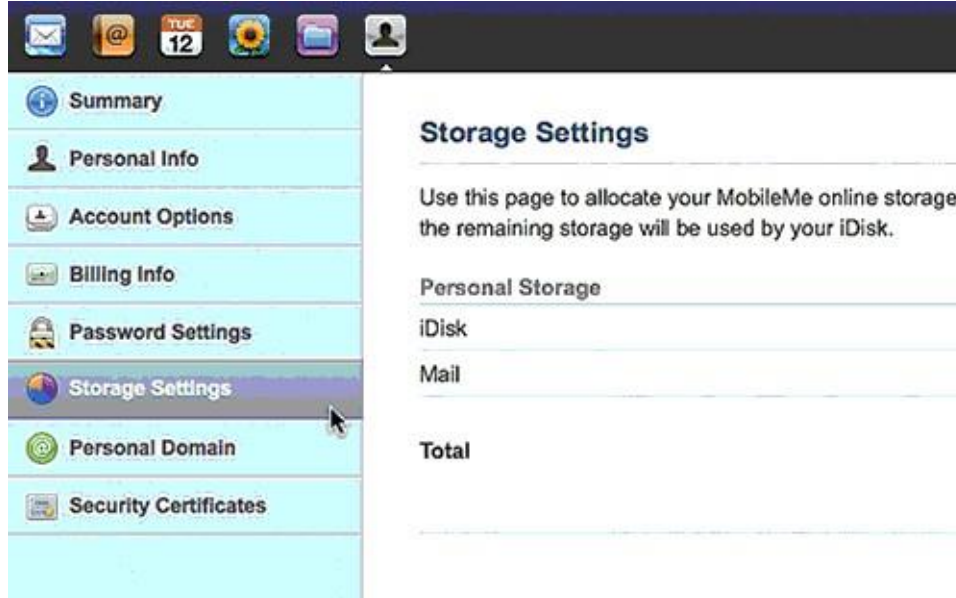 TUE
12
Summary
Personal Info
Account Options
Billing Info
Password Settings
Storage Settings
Personal Domain
Security Certificates
Storage Settings
Use this page to allocate your MobileMe online storage
the remaining storage will be used by your iDisk.
Personal Storage
iDisk
Mail
Total